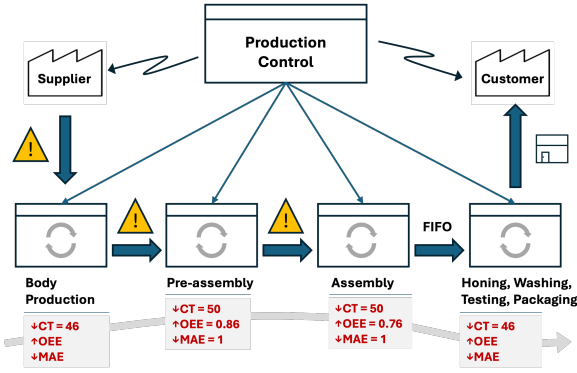 Production
Control
Supplier
Customer
!
!
!
FIFO
Body
Production
Pre-assembly
Assembly
Honing, Washing,
Testing, Packaging
↓CT = 46
↑OEE
↓MAE
↓CT = 50
↑OEE = 0.86
↓MAE = 1
↓CT = 50
↑OEE = 0.76
↓MAE = 1
↓CT = 46
↑OEE
↓MAE